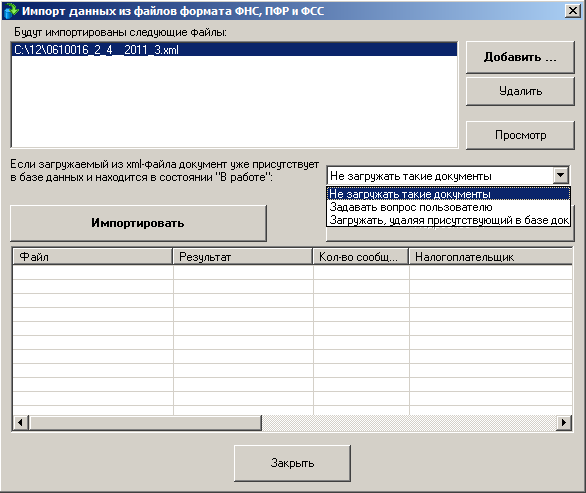 Импорт данных из файлов формата ФНС, ПФР и ФСС
Будут импортированы следующие файлы:
C:\12\0610016_2_4__2011_3.xml
Добавить ...
Удалить
Просмотр
Если загружаемый из xml-файла документ уже присутствует
в базе данных и находится в состоянии "В работе":
Не загружать такие документы
Не загружать такие документы
Задавать вопрос пользователю
Загружать, удаляя присутствующий в базе док
Импортировать
Файл
Результат
Кол-во сообщ...
Налогоплательщик
Закрыть